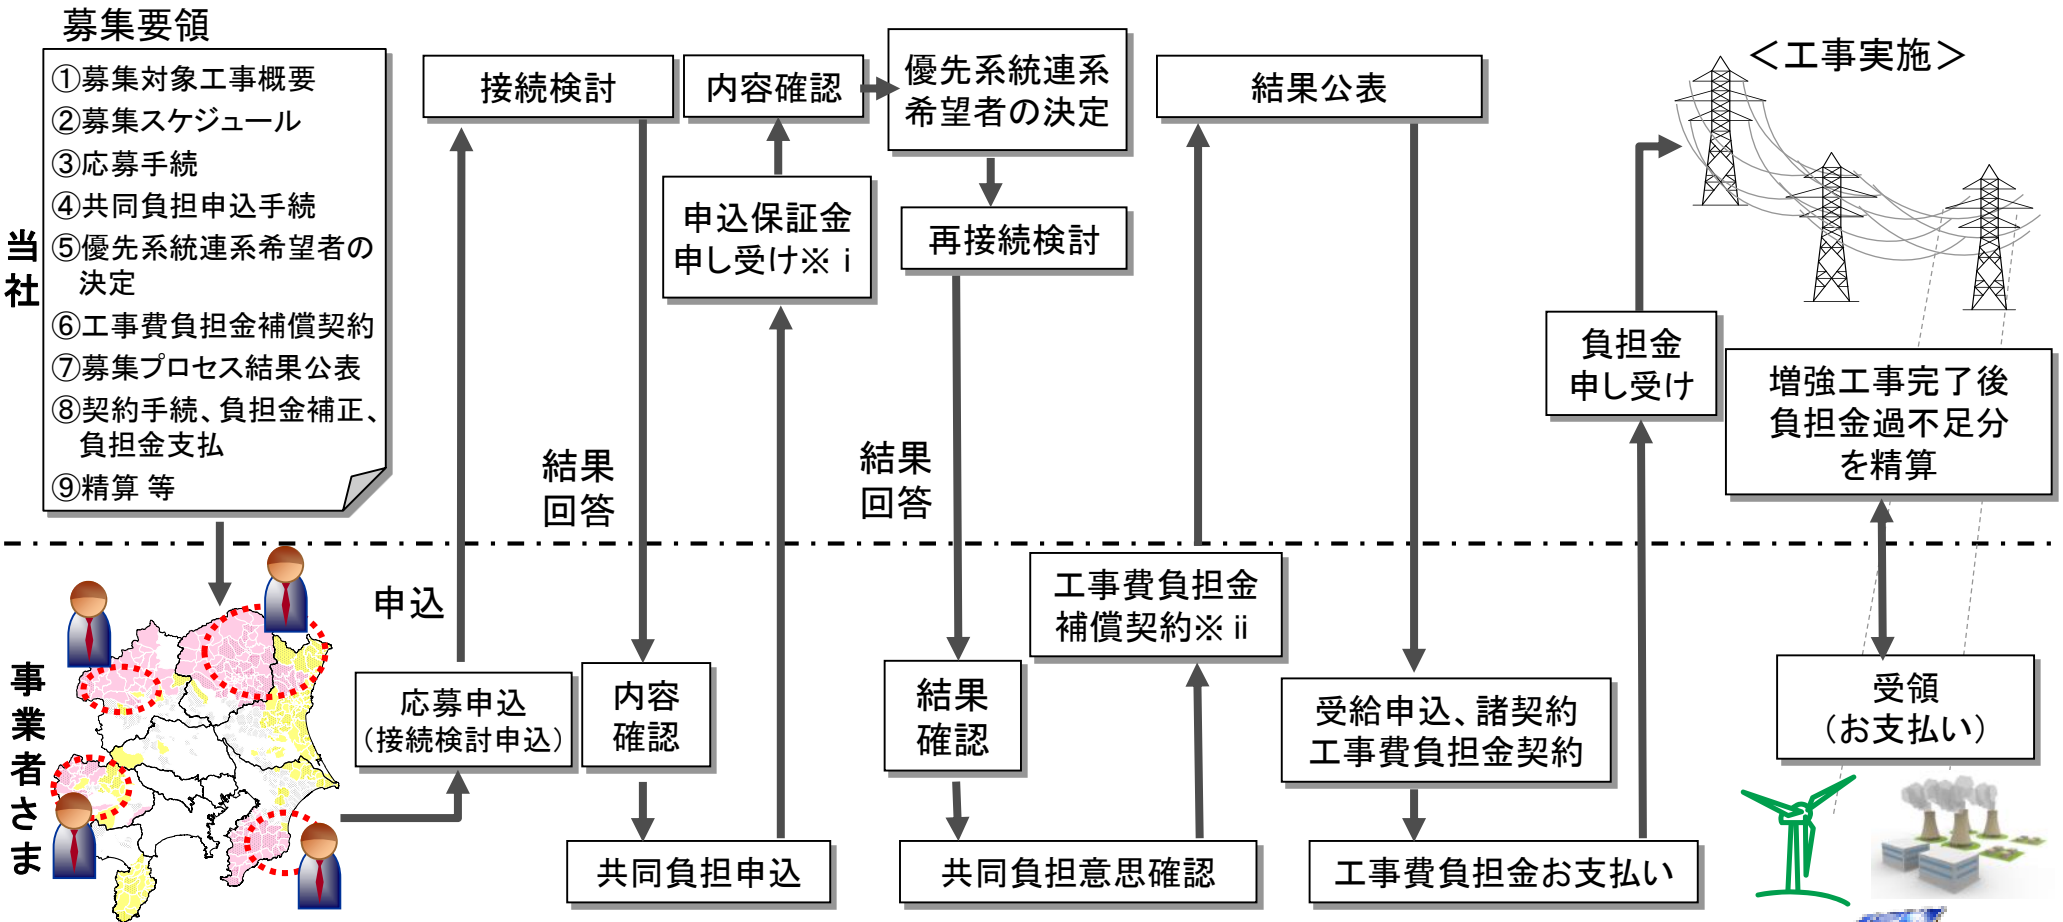 募集要領
①募集対象工事概要
②募集スケジュール
③応募手続
④共同負担申込手続
⑤優先系統連系希望者の
決定
⑥工事費負担金補償契約
⑦募集プロセス結果公表
⑧契約手続、負担金補正、
負担金支払
⑨精算 等
当社
接続検討
内容確認
優先系統連系
希望者の決定
結果公表
＜工事実施＞
申込保証金
申し受け※ⅰ
再接続検討
負担金
申し受け
増強工事完了後
負担金過不足分
を精算
結果
回答
結果
回答
事業者さま
申込
応募申込
（接続検討申込）
内容
確認
共同負担申込
結果
確認
共同負担意思確認
工事費負担金
補償契約※ⅱ
受給申込、諸契約
工事費負担金契約
工事費負担金お支払い
受領
（お支払い）